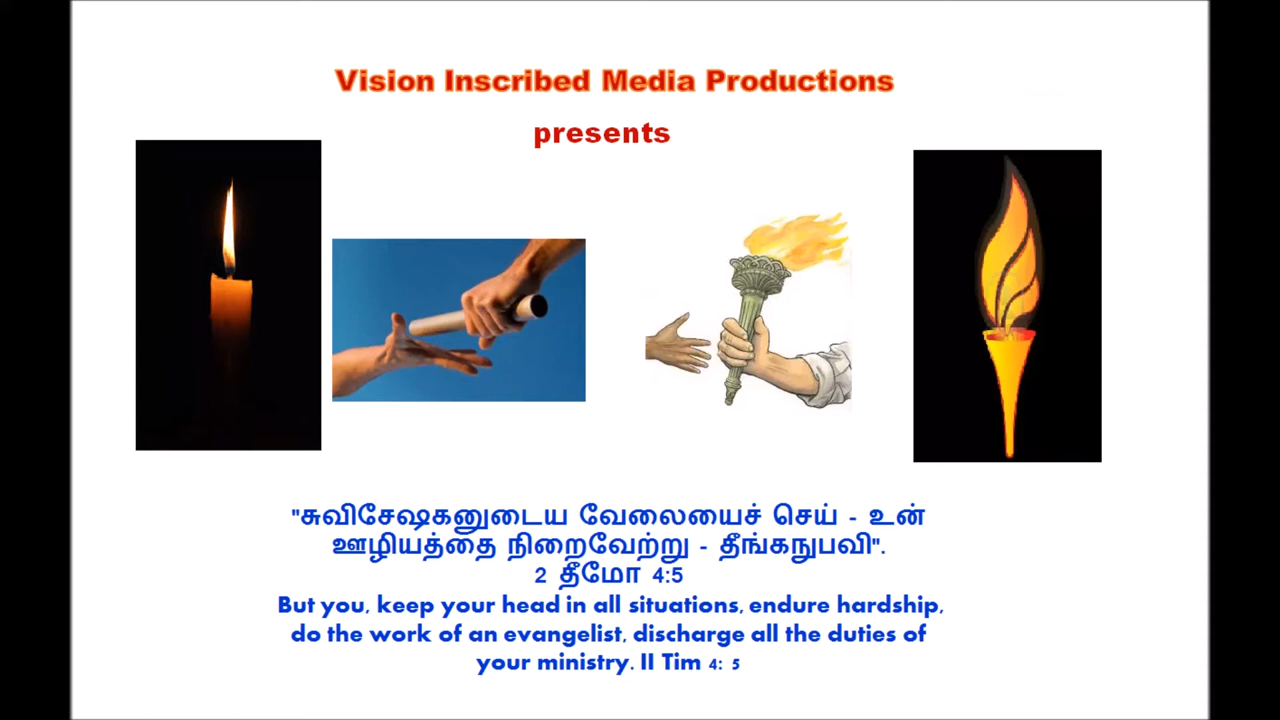 Vision Inscribed Media Productions
presents
"சுவிசேஷகனுடைய வேலையைச் செய் - உன்
ஊழியத்தை நிறைவேற்று - தீங்கநுபவி".
2 தீமோ 4:5
But you, keep your head in all situations, endure hardship,
do the work of an evangelist, discharge all the duties of
your ministry. II Tim 4: 5